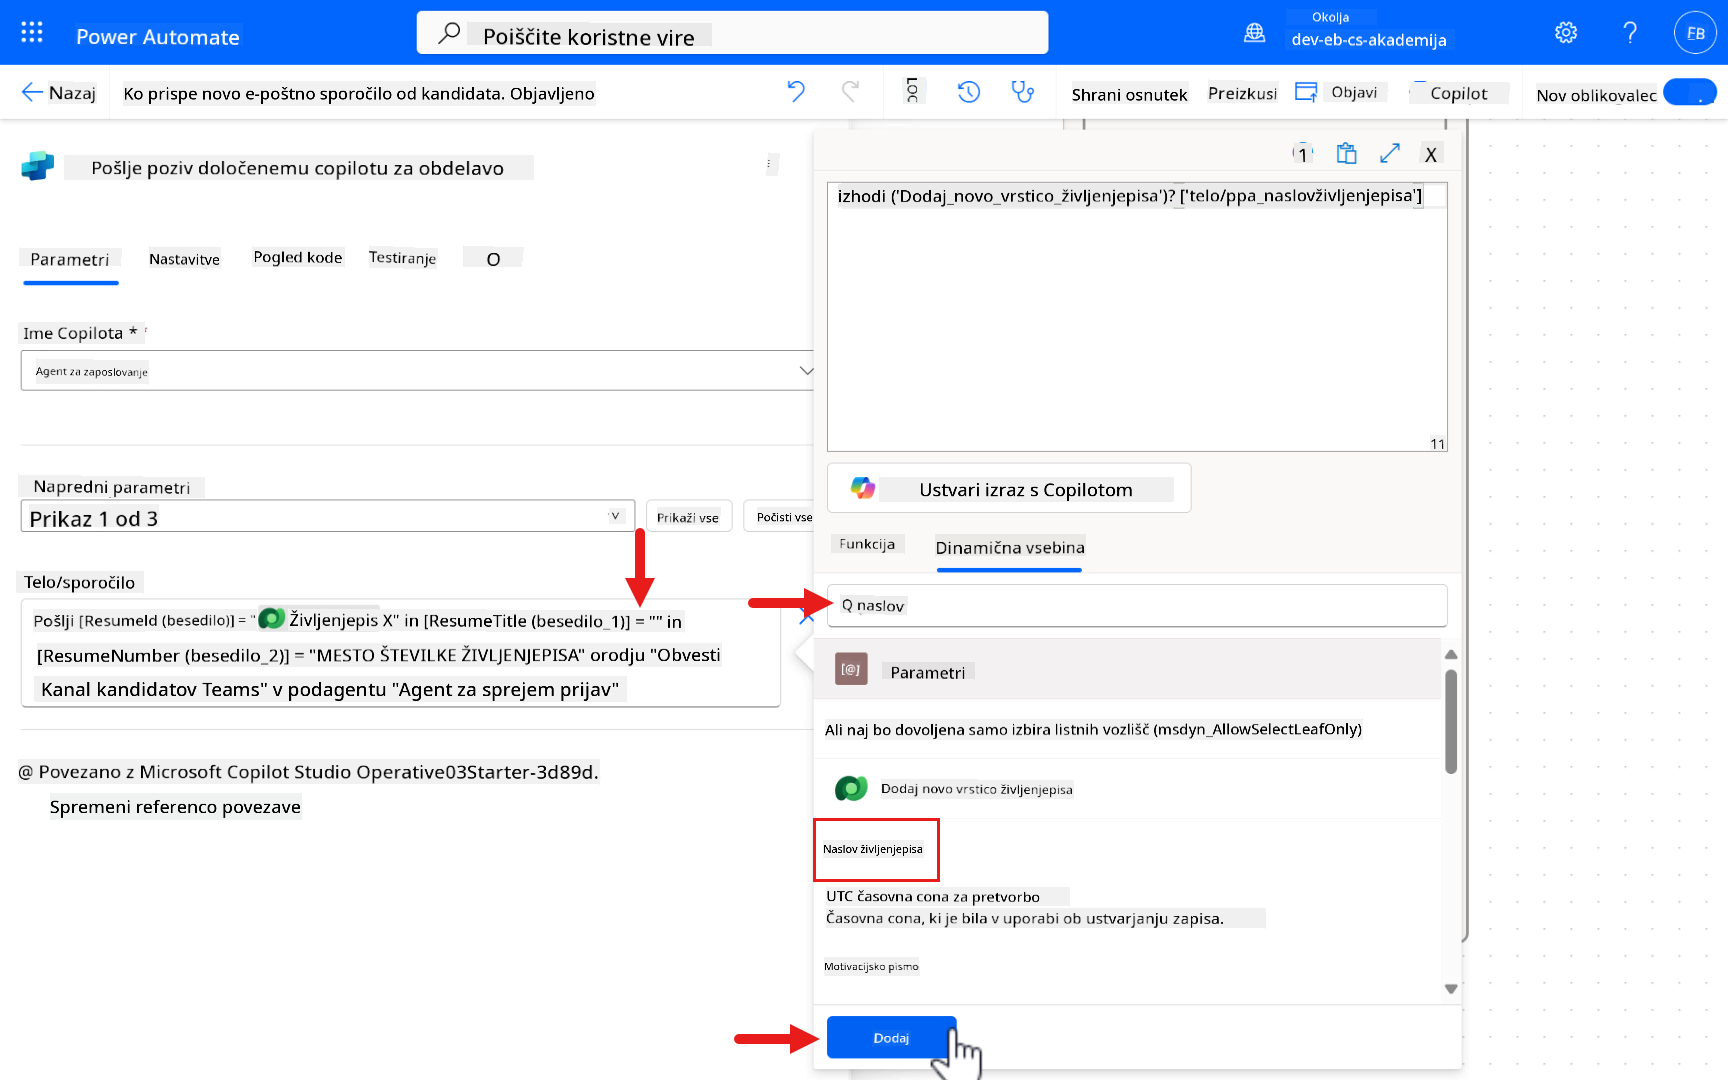 Power Automate
Poiščite koristne vire
Okolja
dev-eb-cs-akademija
FB
Nazaj
Ko prispe novo e-poštno sporočilo od kandidata. Objavljeno
Shrani osnutek
Preizkusi
Objavi
Copilot
Nov oblikovalec
Pošlje poziv določenemu copilotu za obdelavo
1
X
izhodi ('Dodaj_novo_vrstico_življenjepisa')? ['telo/ppa_naslovživljenjepisa']
11
Parametri
Nastavitve
Pogled kode
Testiranje
O
Ime Copilota *
Agent za zaposlovanje
Ustvari izraz s Copilotom
Funkcija
Dinamična vsebina
Napredni parametri
Prikaz 1 od 3
Prikaži vse
Počisti vse
Telo/sporočilo
Pošlji [ResumeId (besedilo)] = " Življenjepis X" in [ResumeTitle (besedilo_1)] = "" in
[ResumeNumber (besedilo_2)] = "MESTO ŠTEVILKE ŽIVLJENJEPISA" orodju "Obvesti
Kanal kandidatov Teams" v podagentu "Agent za sprejem prijav"
Q naslov
[@]
Parametri
Ali naj bo dovoljena samo izbira listnih vozlišč (msdyn_AllowSelectLeafOnly)
Dodaj novo vrstico življenjepisa
@ Povezano z Microsoft Copilot Studio Operative03Starter-3d89d.
Spremeni referenco povezave
Naslov življenjepisa
UTC časovna cona za pretvorbo
Časovna cona, ki je bila v uporabi ob ustvarjanju zapisa.
Motivacijsko pismo
Dodaj